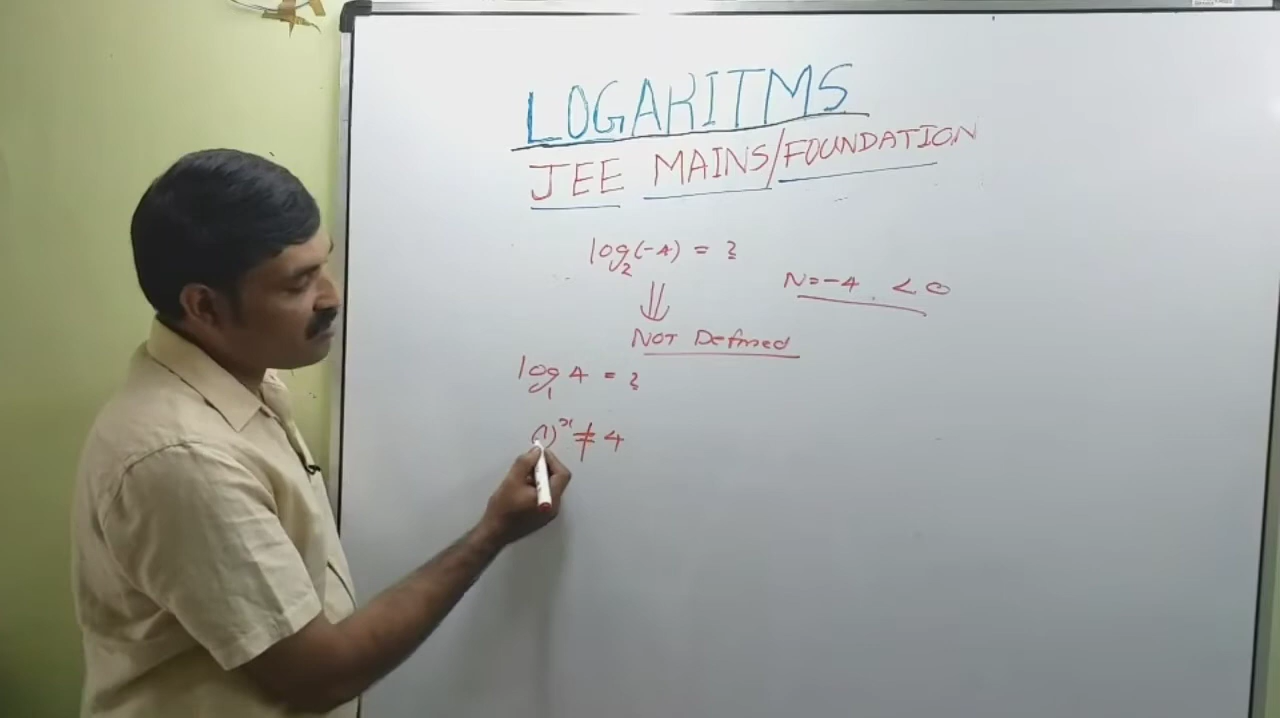 LOGARITMS
JEE MAINS/FOUNDATION
log₂(-4) = ?
N=-4 < 0
⇓
NOT Defined
log₁ 4 = ?
(1)ˣ ≠ 4